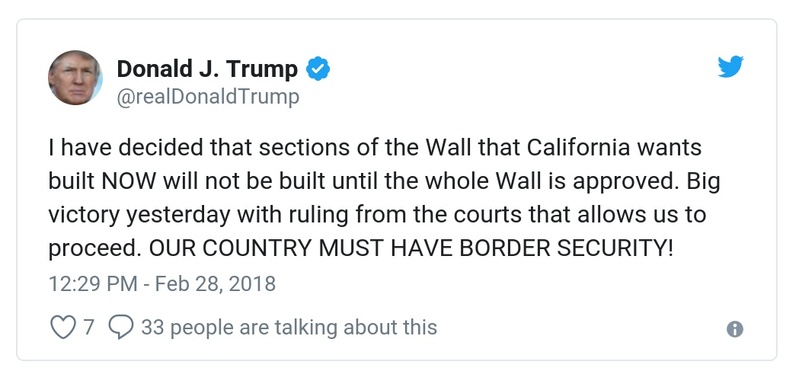 Donald J. Trump
@realDonaldTrump
I have decided that sections of the Wall that California wants
built NOW will not be built until the whole Wall is approved. Big
victory yesterday with ruling from the courts that allows us to
proceed. OUR COUNTRY MUST HAVE BORDER SECURITY!
12:29 PM - Feb 28, 2018
7 33 people are talking about this